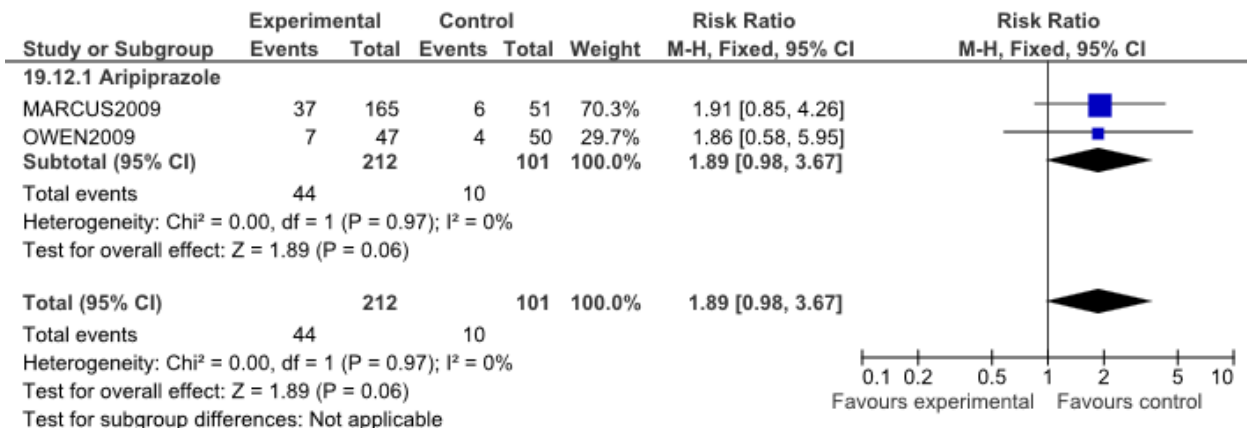 Experimental Control Risk Ratio Risk Ratio
Study or Subgroup Events Total Events Total Weight M-H, Fixed, 95% CI M-H, Fixed, 95% CI
19.12.1 Aripiprazole
MARCUS2009 37 165 6 51 70.3% 1.91 [0.85, 4.26]
OWEN2009 7 47 4 50 29.7% 1.86 [0.58, 5.95]
Subtotal (95% CI) 212 101 100.0% 1.89 [0.98, 3.67]
Total events 44 10
Heterogeneity: Chi² = 0.00, df = 1 (P = 0.97); I² = 0%
Test for overall effect: Z = 1.89 (P = 0.06)
Total (95% CI) 212 101 100.0% 1.89 [0.98, 3.67]
Total events 44 10
Heterogeneity: Chi² = 0.00, df = 1 (P = 0.97); I² = 0%
Test for overall effect: Z = 1.89 (P = 0.06)
Test for subgroup differences: Not applicable
0.1 0.2 0.5 1 2 5 10
Favours experimental Favours control